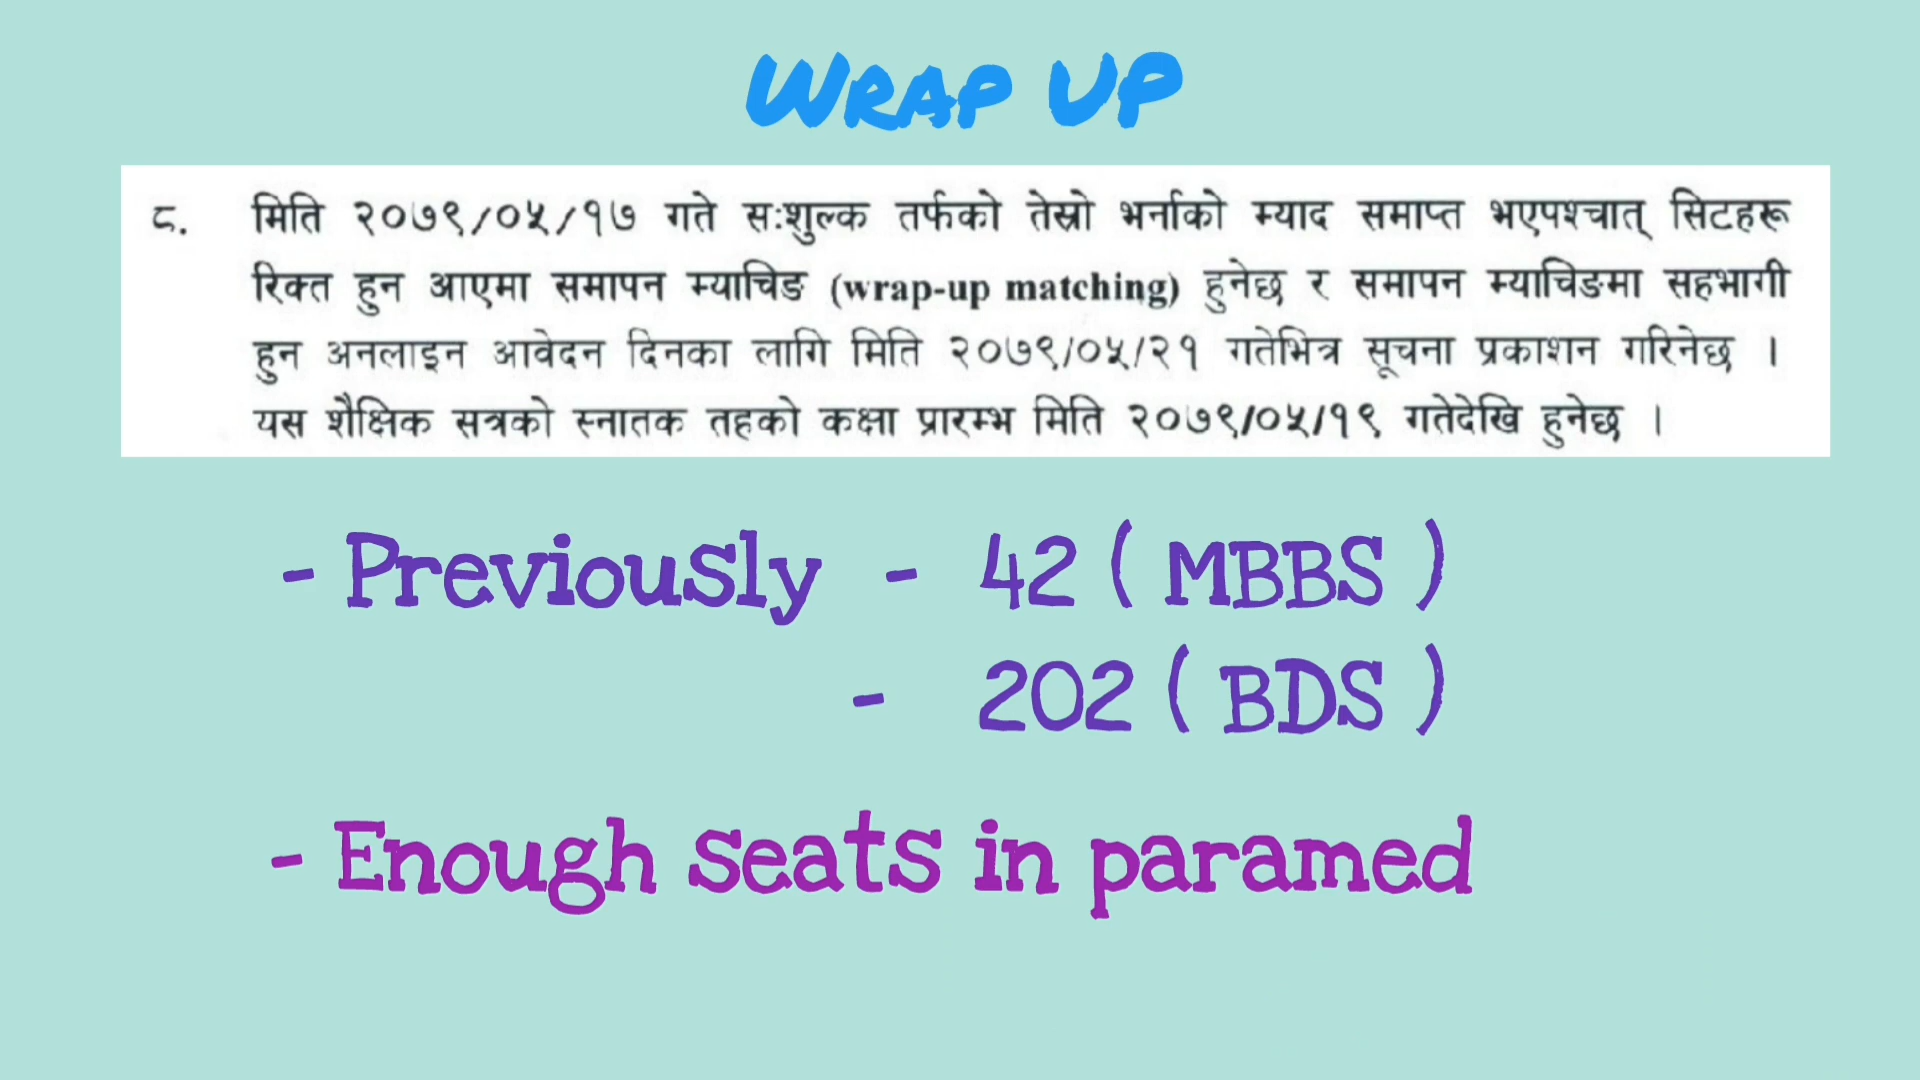 WRAP UP
८. मिति २०७९/०५/१७ गते स:शुल्क तर्फको तेस्रो भर्नाको म्याद समाप्त भएपश्चात् सिटहरू
रिक्त हुन आएमा समापन म्याचिङ (wrap-up matching) हुनेछ र समापन म्याचिङमा सहभागी
हुन अनलाइन आवेदन दिनका लागि मिति २०७९/०५/२१ गतेभित्र सूचना प्रकाशन गरिनेछ ।
यस शैक्षिक सत्रको स्नातक तहको कक्षा प्रारम्भ मिति २०७९/०५/१९ गतेदेखि हुनेछ ।
- Previously - 42 ( MBBS )
- 202 ( BDS )
- Enough seats in paramed